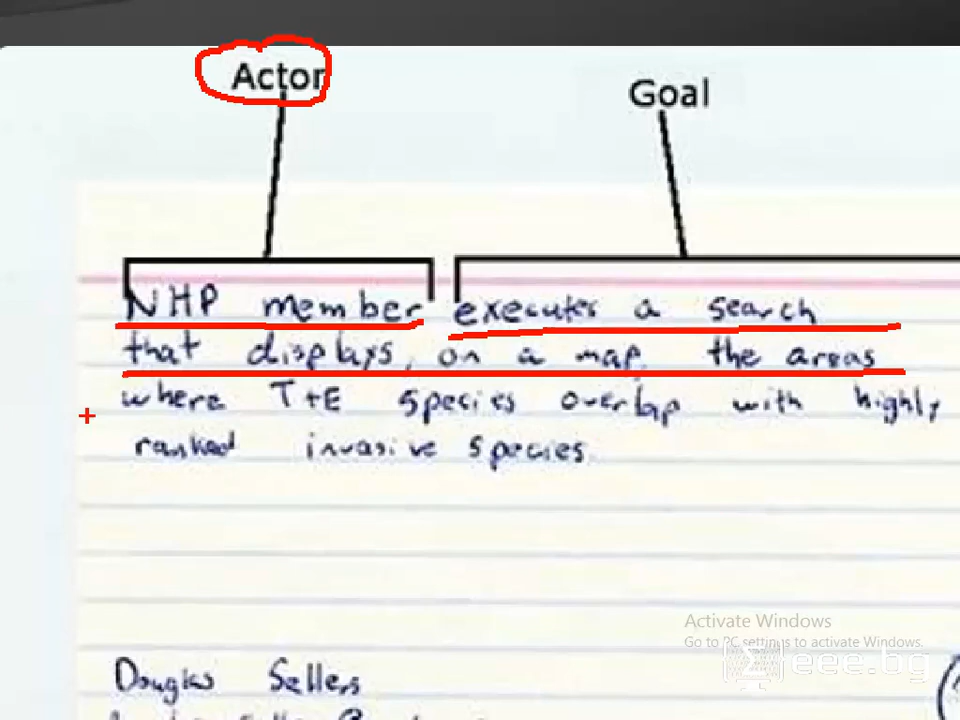 Actor
Goal
NHP member executes a search
that displays, on a map, the areas
where T+E species overlap with highly
ranked invasive species.
Activate Windows
Go to PC settings to activate Windows.
eee.bg
Douglas Sellers